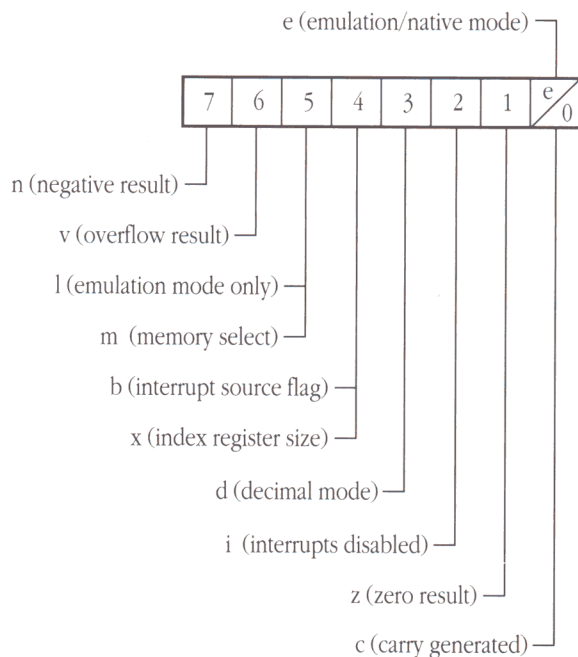 e (emulation/native mode)
7 6 5 4 3 2 1 e/0
n (negative result)
v (overflow result)
l (emulation mode only)
m (memory select)
b (interrupt source flag)
x (index register size)
d (decimal mode)
i (interrupts disabled)
z (zero result)
c (carry generated)